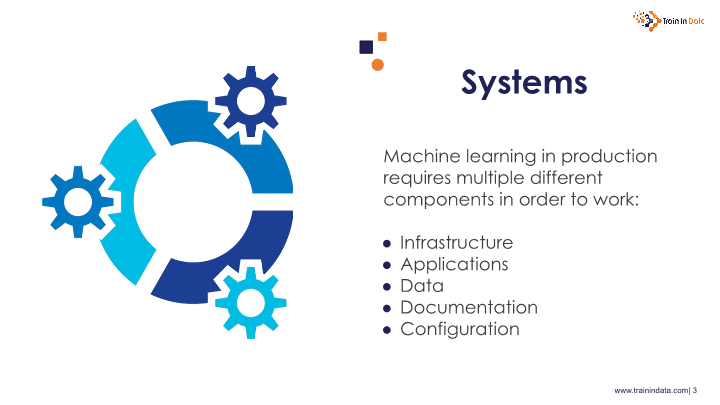 Train In Data
Systems
Machine learning in production
requires multiple different
components in order to work:
● Infrastructure
● Applications
● Data
● Documentation
● Configuration
www.trainindata.com| 3